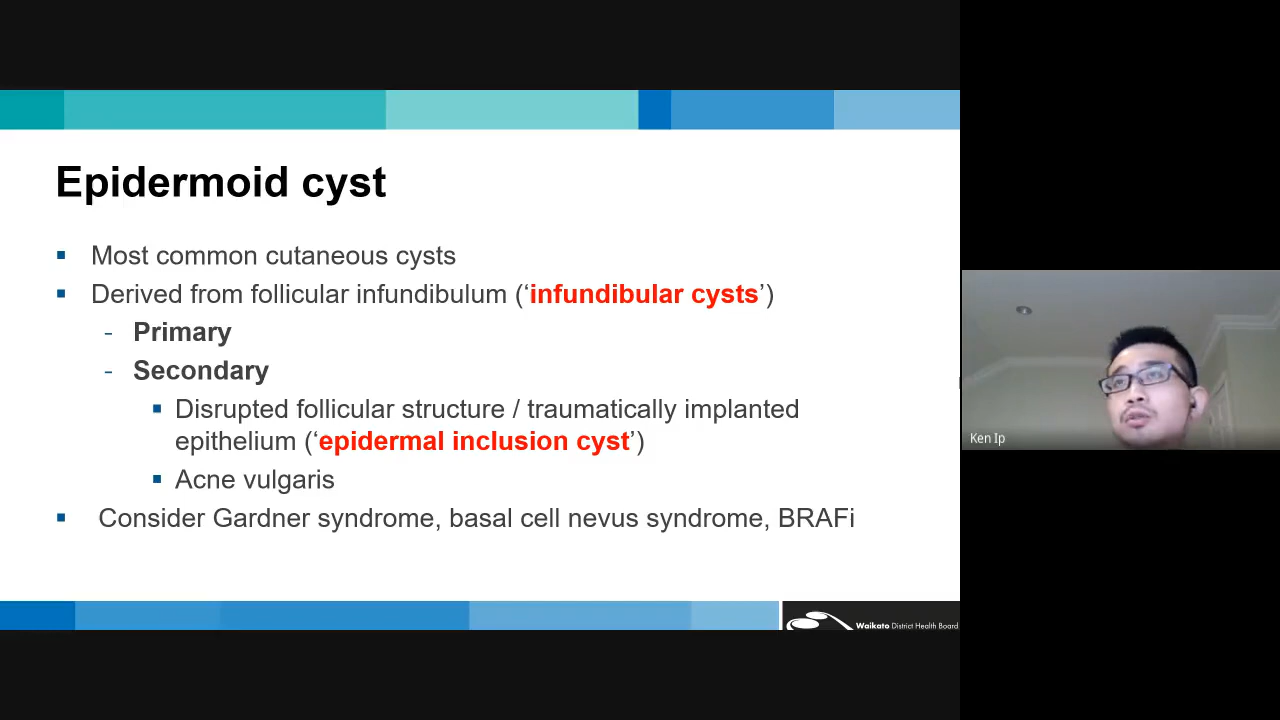 Epidermoid cyst
▪ Most common cutaneous cysts
▪ Derived from follicular infundibulum (‘infundibular cysts’)
- Primary
- Secondary
▪ Disrupted follicular structure / traumatically implanted
epithelium (‘epidermal inclusion cyst’)
▪ Acne vulgaris
▪ Consider Gardner syndrome, basal cell nevus syndrome, BRAFi
Waikato District Health Board
Ken Ip